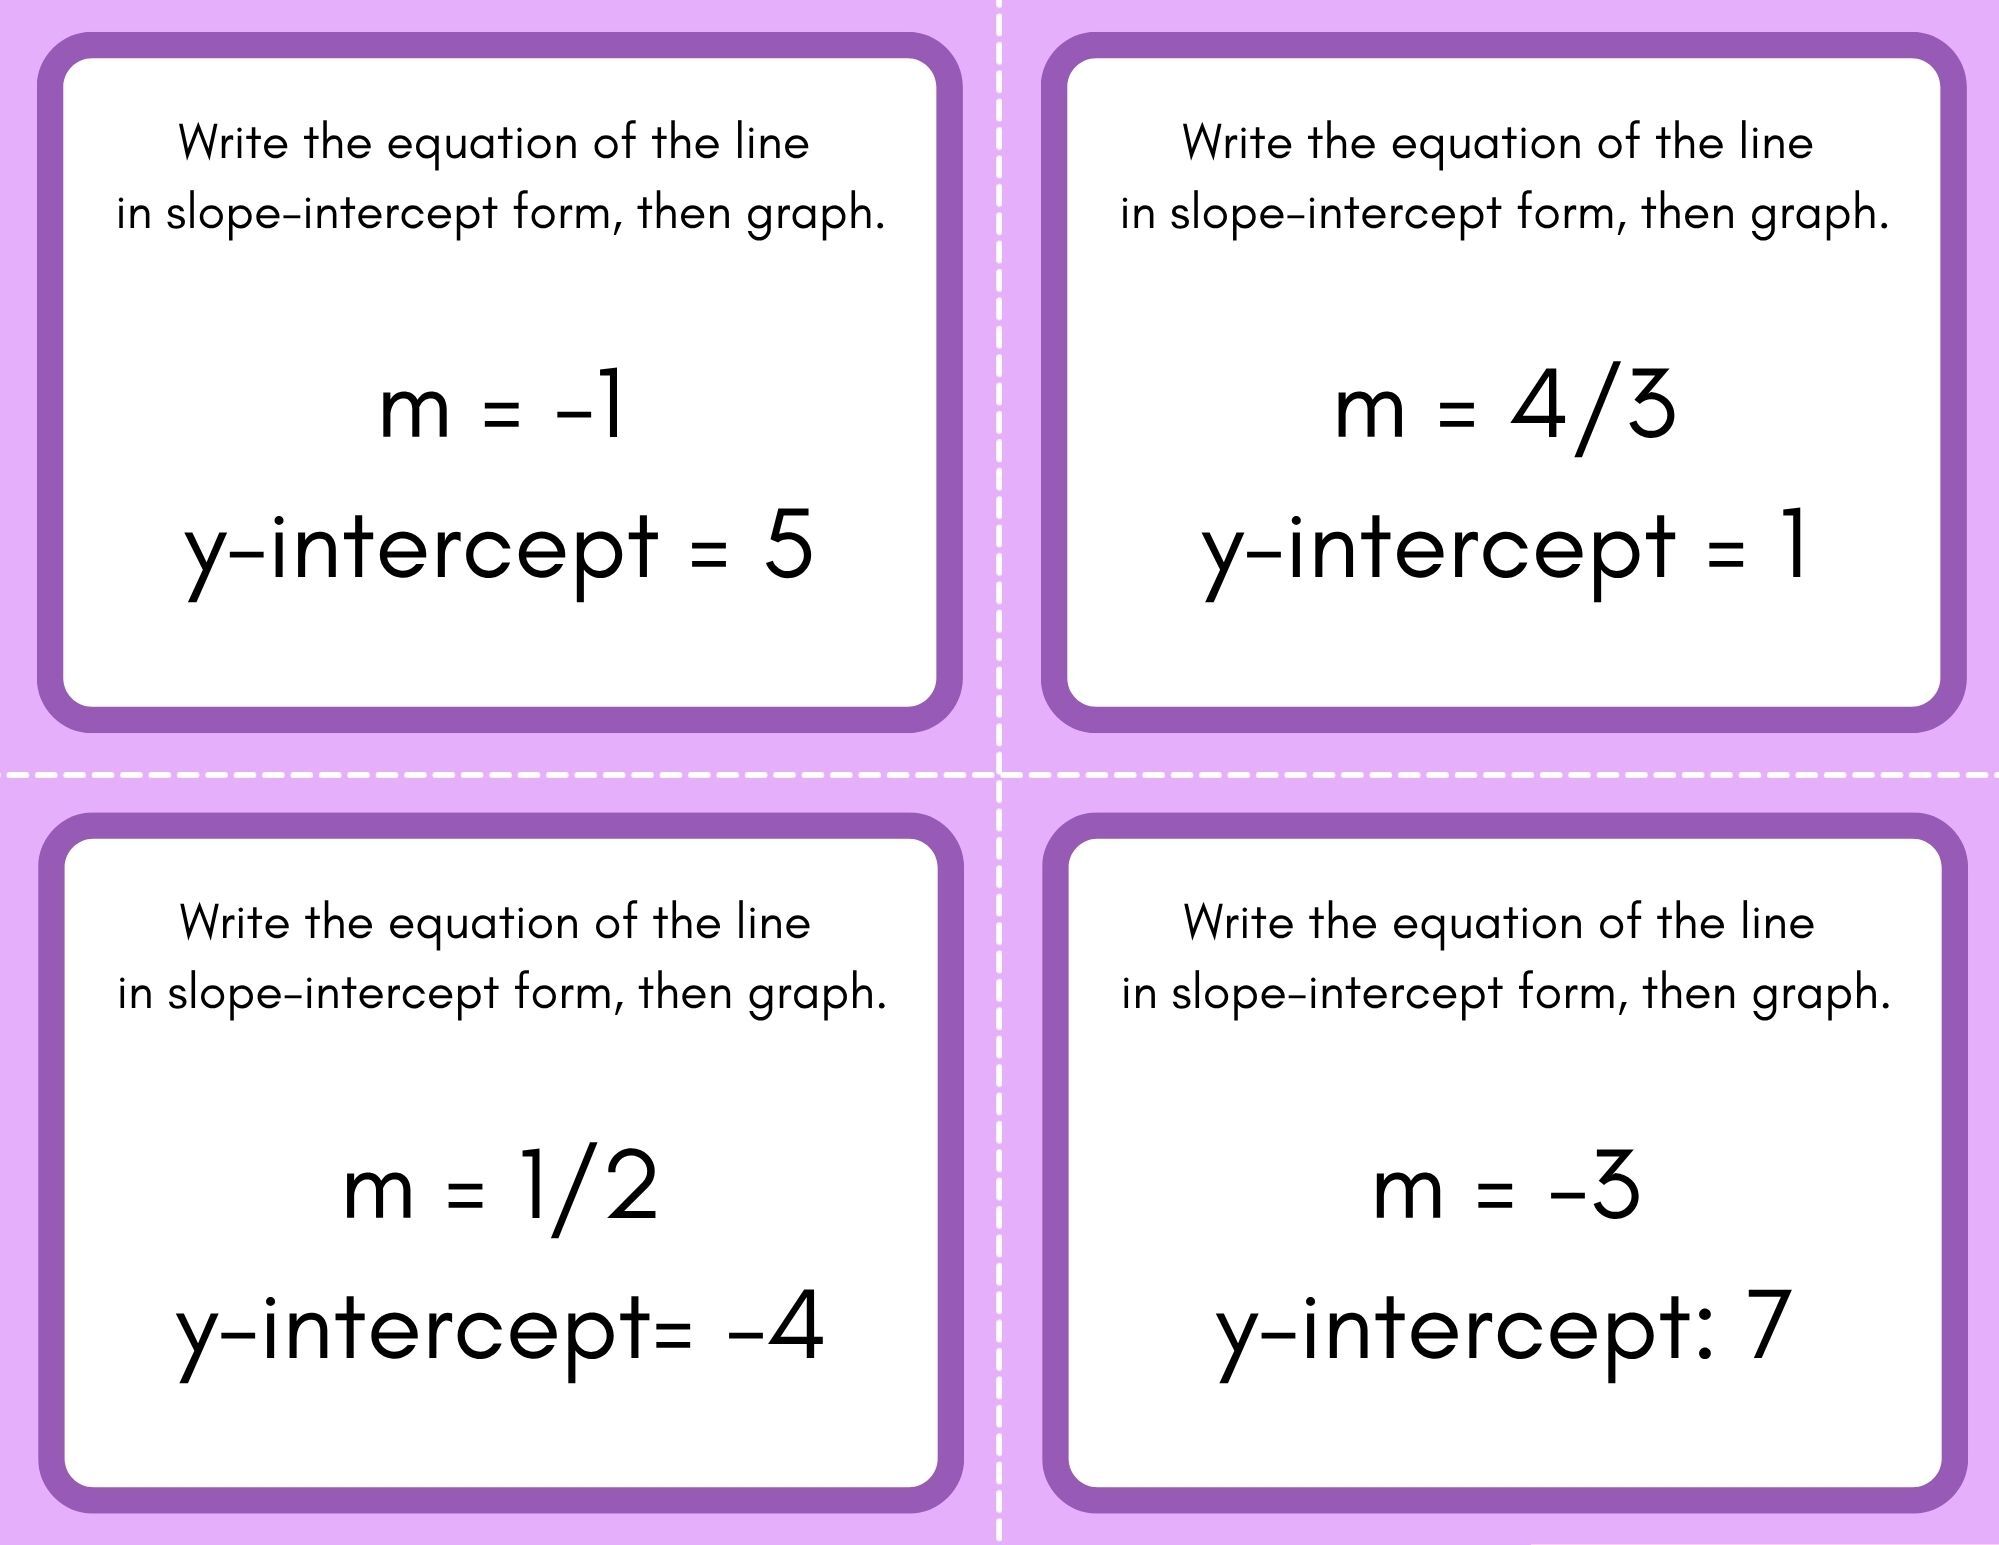 Write the equation of the line
in slope-intercept form, then graph.
m = -1
y-intercept = 5
Write the equation of the line
in slope-intercept form, then graph.
m = 4/3
y-intercept = 1
Write the equation of the line
in slope-intercept form, then graph.
m = 1/2
y-intercept= -4
Write the equation of the line
in slope-intercept form, then graph.
m = -3
y-intercept: 7